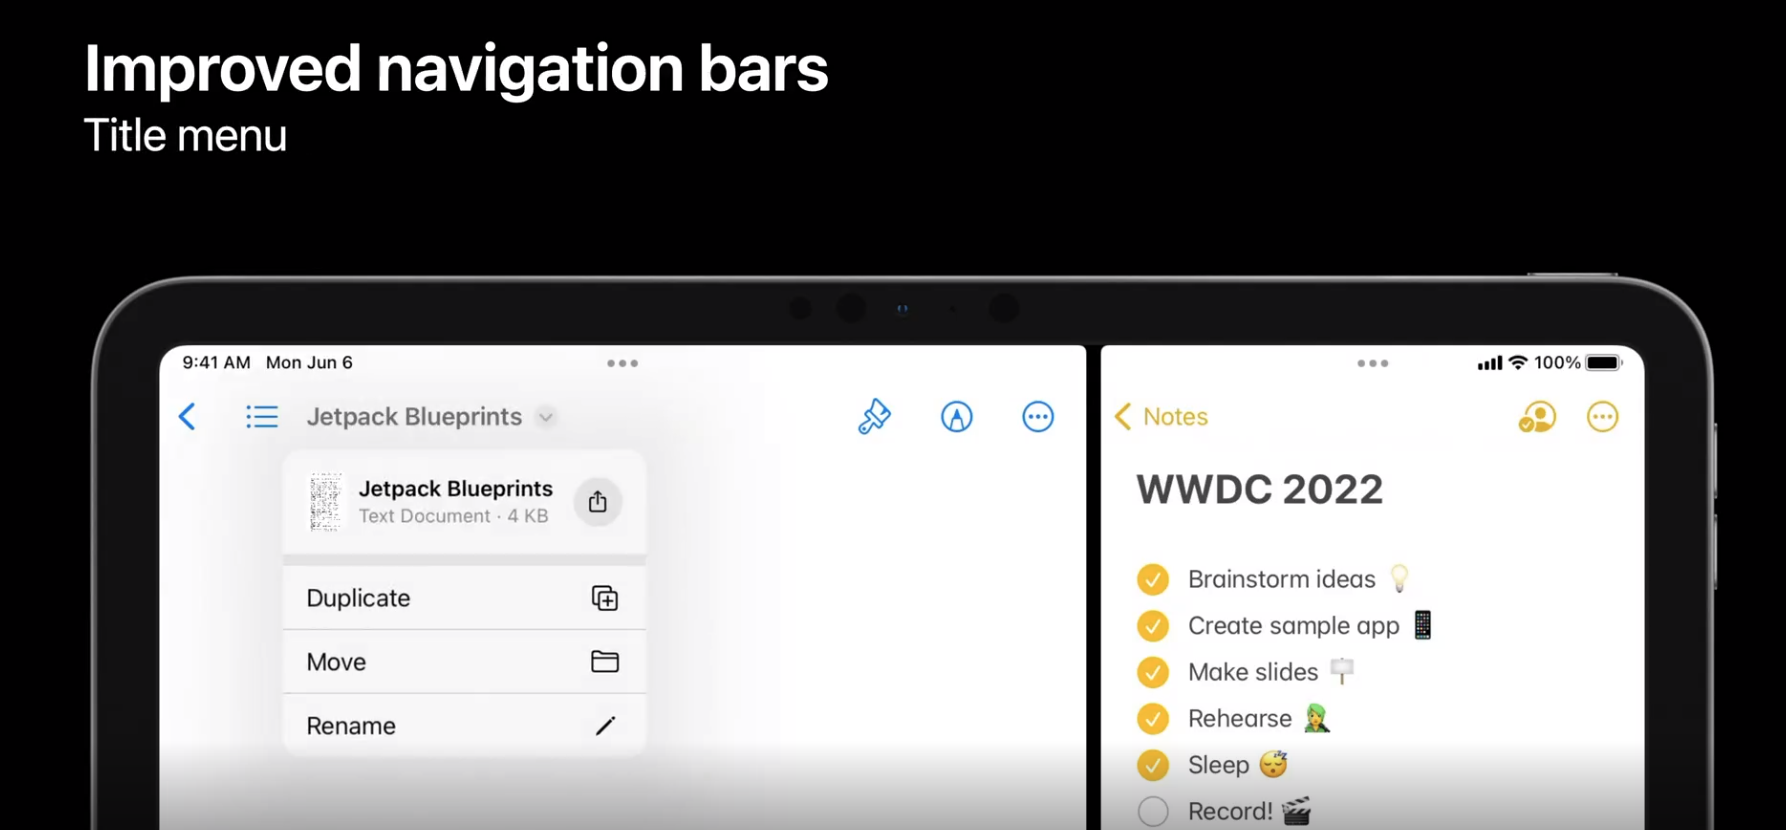 Improved navigation bars
Title menu
9:41 AM Mon Jun 6
100%
Jetpack Blueprints
Jetpack Blueprints
Text Document · 4 KB
Duplicate
Move
Rename
Notes
WWDC 2022
Brainstorm ideas 💡
Create sample app 📱
Make slides 🪧
Rehearse 🧑‍🎤
Sleep 😴
Record! 🎬